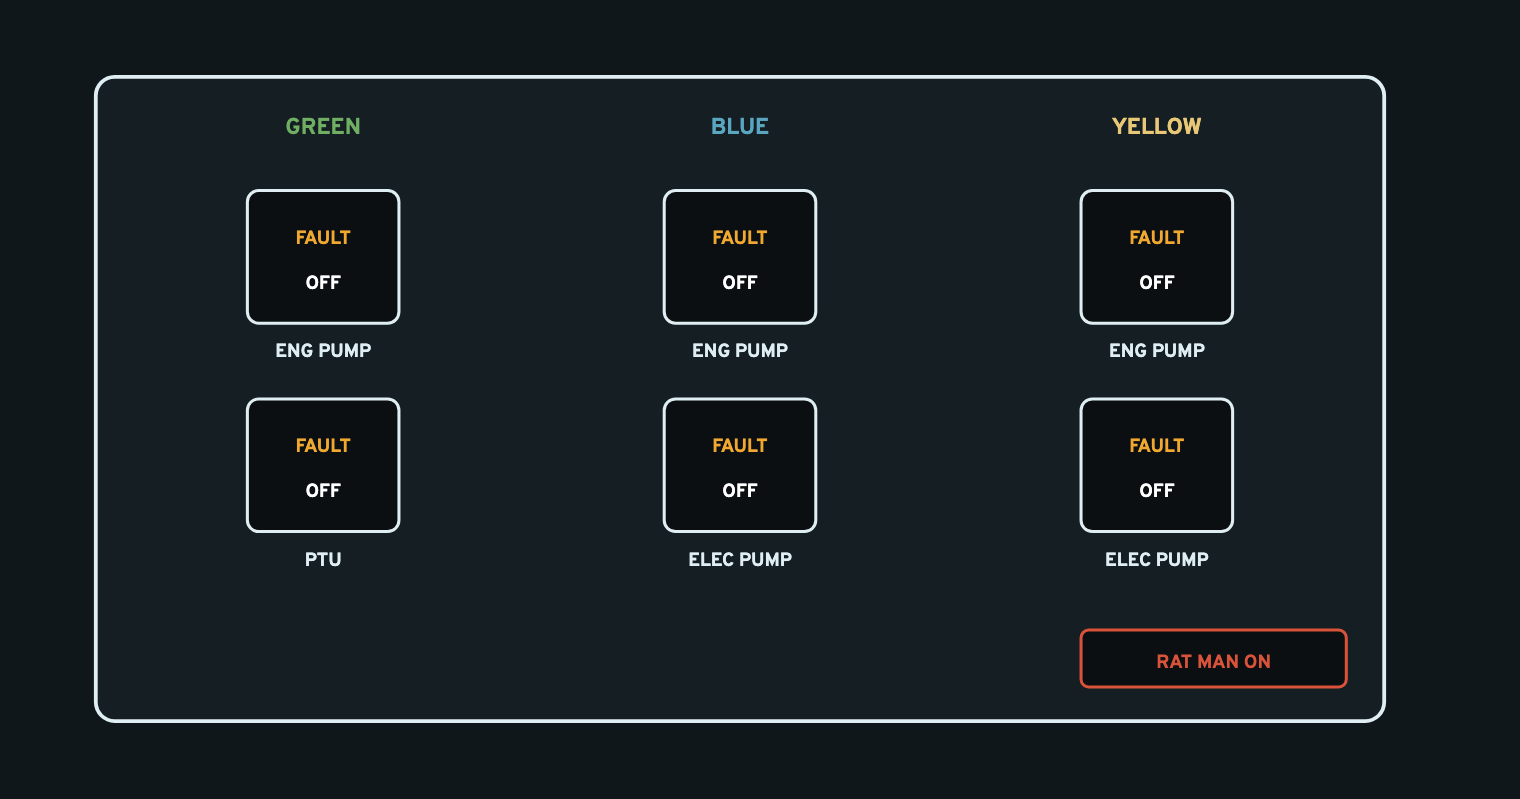 GREEN
BLUE
YELLOW
FAULT
OFF
FAULT
OFF
FAULT
OFF
ENG PUMP
ENG PUMP
ENG PUMP
FAULT
OFF
FAULT
OFF
FAULT
OFF
PTU
ELEC PUMP
ELEC PUMP
RAT MAN ON